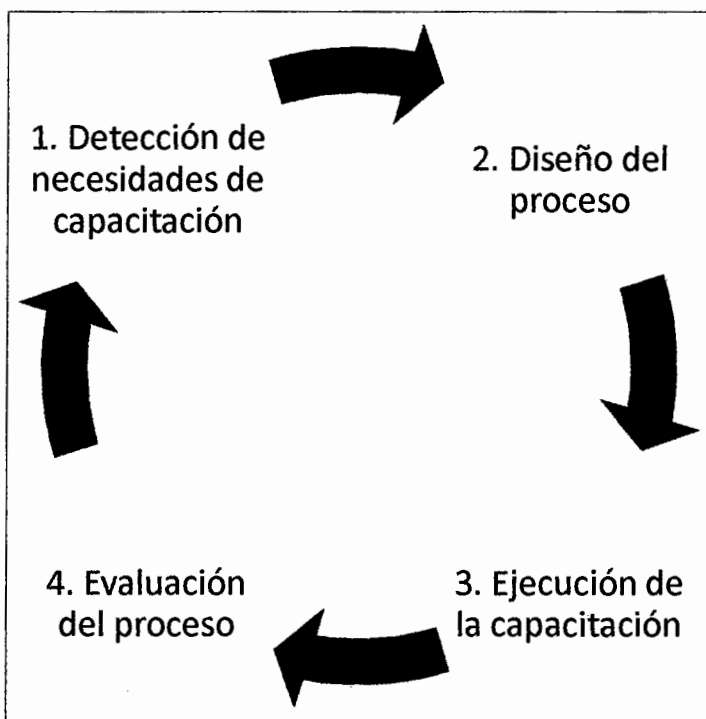 1. Detección de
necesidades de
capacitación
2. Diseño del
proceso
3. Ejecución de
la capacitación
4. Evaluación
del proceso